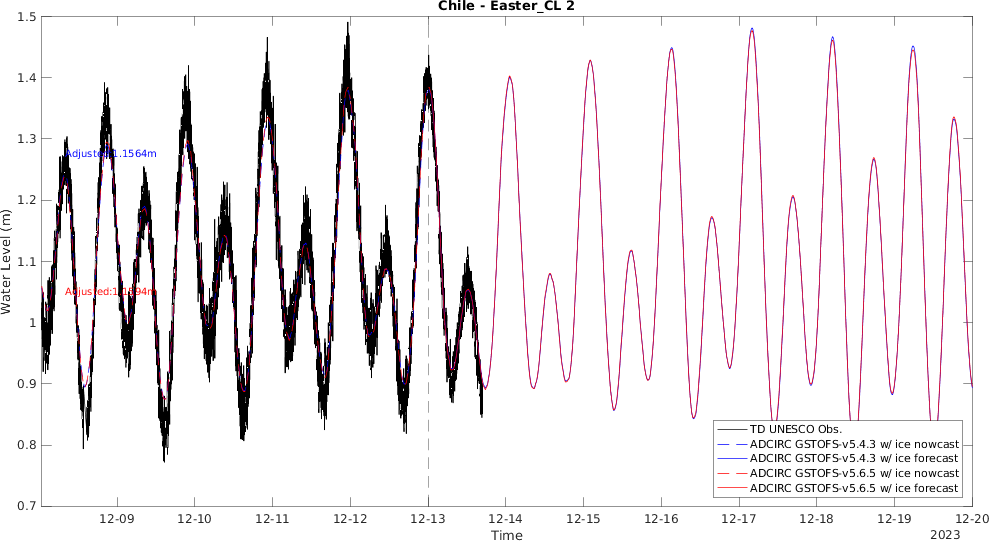 Chile - Easter_CL 2
Water Level (m)
1.5
1.4
1.3
1.2
1.1
1
0.9
0.8
0.7
Adjusted:1.1564m
TD UNESCO Obs.
ADCIRC GSTOFS-v5.4.3 w/ ice nowcast
ADCIRC GSTOFS-v5.4.3 w/ ice forecast
ADCIRC GSTOFS-v5.6.5 w/ ice nowcast
ADCIRC GSTOFS-v5.6.5 w/ ice forecast
12-09 12-10 12-11 12-12 12-13 12-14 12-15 12-16 12-17 12-18 12-19 12-20
Time
2023